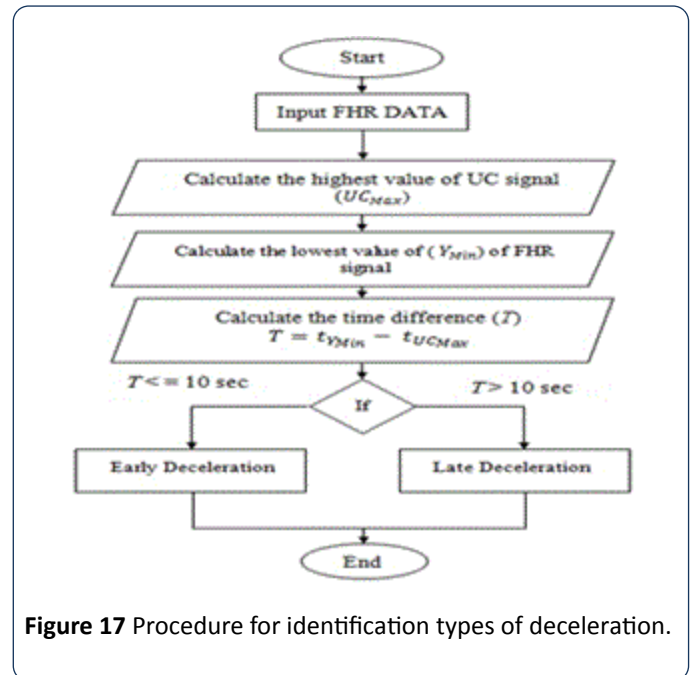 Start
Input FHR DATA
Calculate the highest value of UC signal
(UC_Max)
Calculate the lowest value of (Y_Min) of FHR
signal
Calculate the time difference (T)
T = t_Y_Min − t_UC_Max
T <= 10 sec
If
T> 10 sec
Early Deceleration
Late Deceleration
End
Figure 17 Procedure for identification types of deceleration.